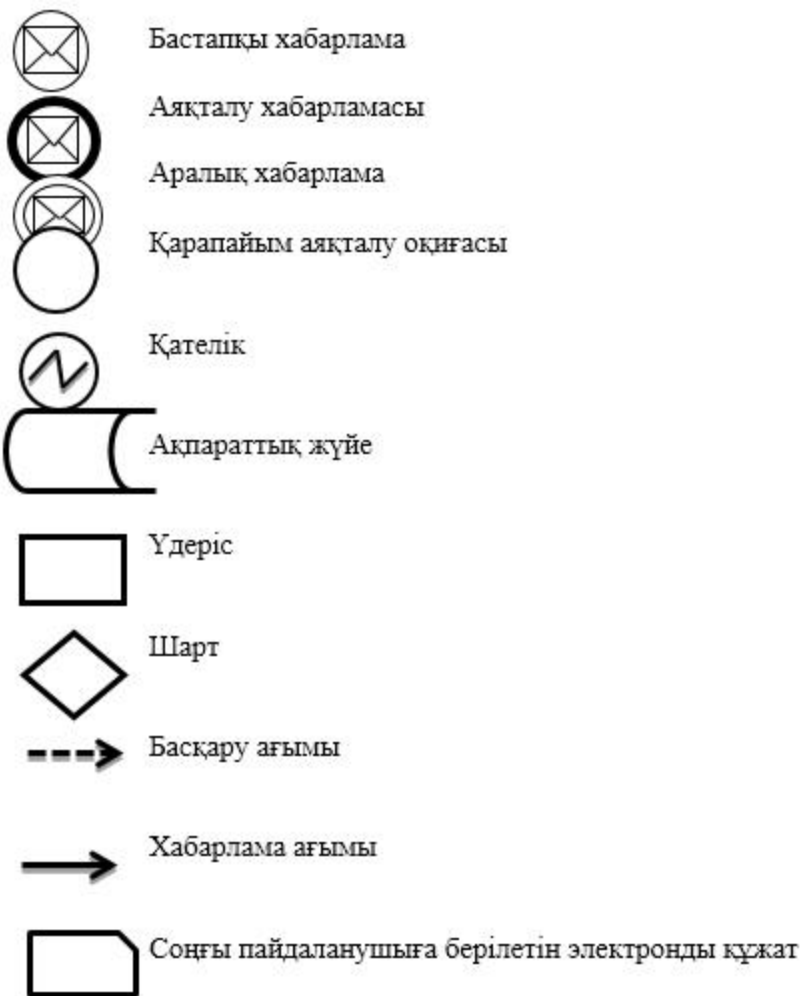 Бастапқы хабарлама
Аяқталу хабарламасы
Аралық хабарлама
Қарапайым аяқталу оқиғасы
Қателік
Ақпараттық жүйе
Үдеріс
Шарт
Басқару ағымы
Хабарлама ағымы
Соңғы пайдаланушыға берілетін электронды құжат